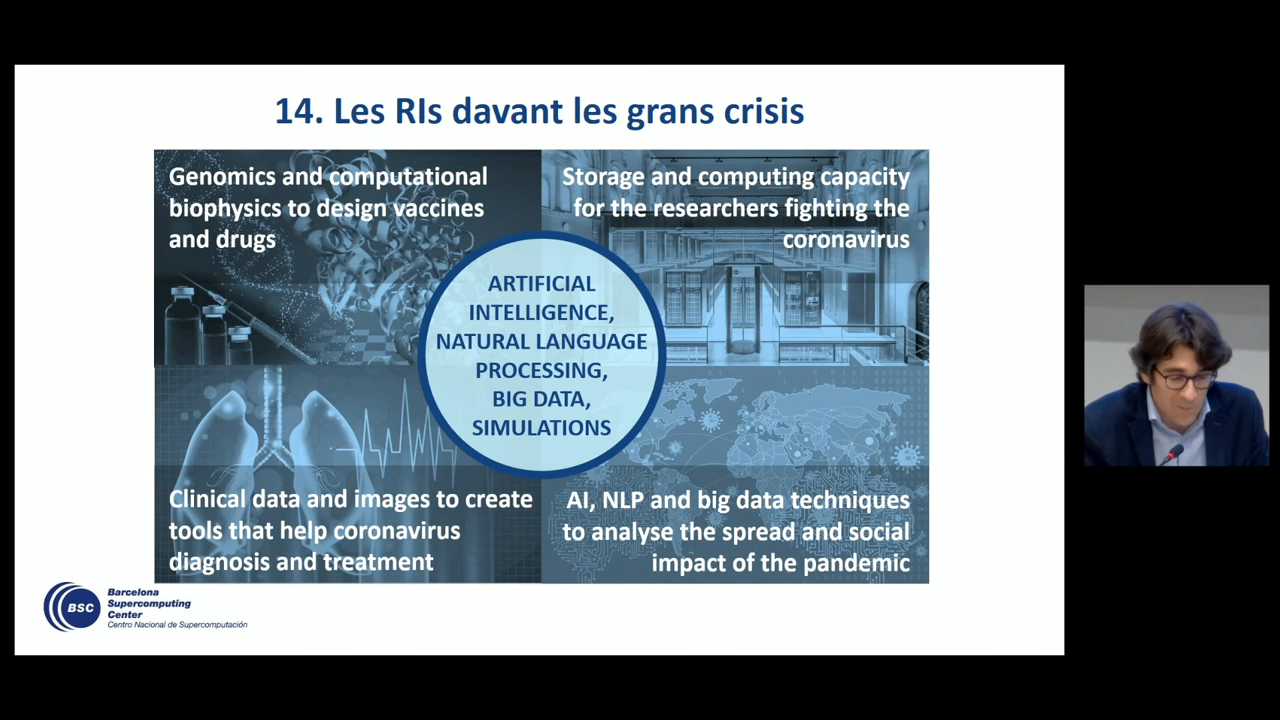 14. Les RIs davant les grans crisis
Genomics and computational
biophysics to design vaccines
and drugs
Storage and computing capacity
for the researchers fighting the
coronavirus
ARTIFICIAL
INTELLIGENCE,
NATURAL LANGUAGE
PROCESSING,
BIG DATA,
SIMULATIONS
Clinical data and images to create
tools that help coronavirus
diagnosis and treatment
AI, NLP and big data techniques
to analyse the spread and social
impact of the pandemic
BSC
Barcelona
Supercomputing
Center
Centro Nacional de Supercomputación